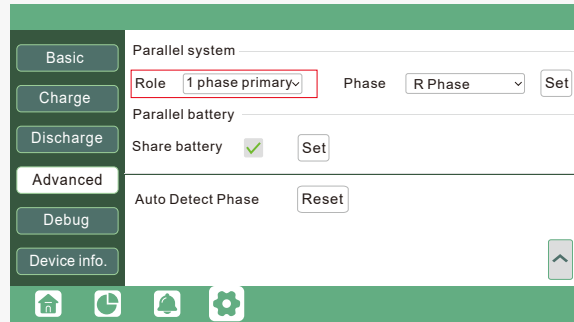 Basic
Charge
Discharge
Advanced
Debug
Device info.
Parallel system
Role 1 phase primary Phase R Phase Set
Parallel battery
Share battery Set
Auto Detect Phase Reset